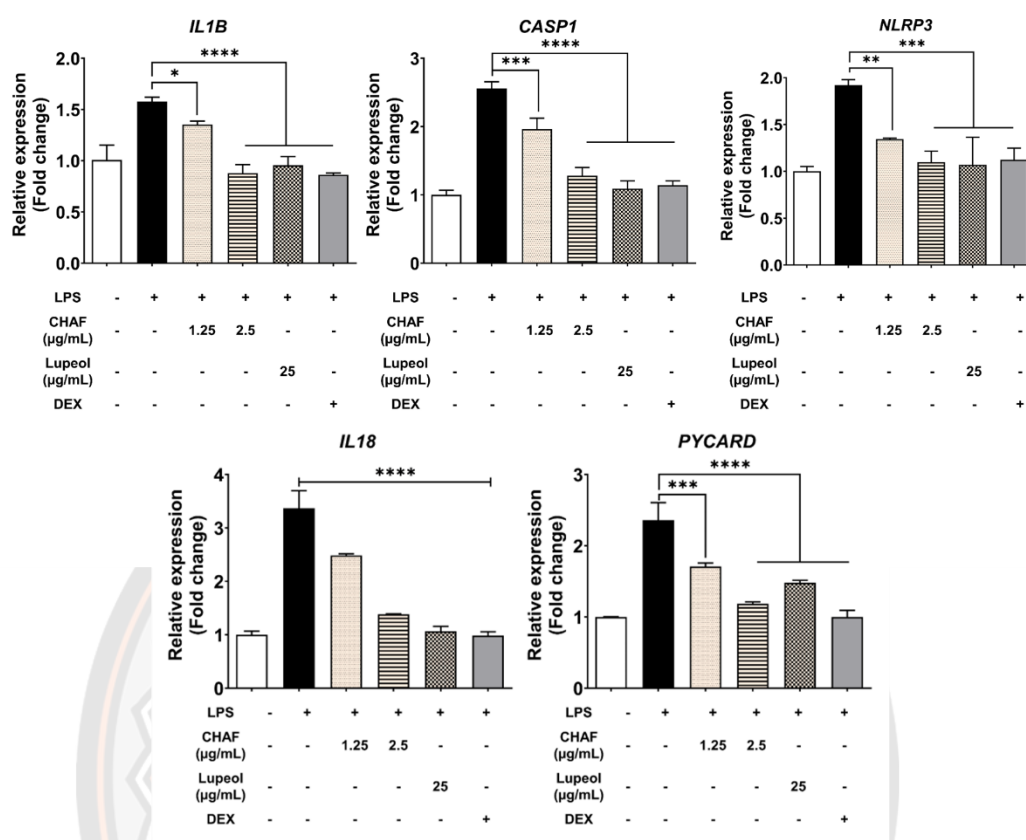 IL1B
****
*
Relative expression
(Fold change)
2.0
1.5
1.0
0.5
0.0
LPS - + + + + +
CHAF
(µg/mL) - - 1.25 2.5 - -
Lupeol
(µg/mL) - - - - 25 -
DEX - - - - - +
CASP1
****
***
Relative expression
(Fold change)
3
2
1
0
LPS - + + + + +
CHAF
(µg/mL) - - 1.25 2.5 - -
Lupeol
(µg/mL) - - - - 25 -
DEX - - - - - +
NLRP3
***
**
Relative expression
(Fold change)
2.0
1.5
1.0
0.5
0.0
LPS - + + + + +
CHAF
(µg/mL) - - 1.25 2.5 - -
Lupeol
(µg/mL) - - - - 25 -
DEX - - - - - +
IL18
****
Relative expression
(Fold change)
4
3
2
1
0
LPS - + + + + +
CHAF
(µg/mL) - - 1.25 2.5 - -
Lupeol
(µg/mL) - - - - 25 -
DEX - - - - - +
PYCARD
****
***
Relative expression
(Fold change)
3
2
1
0
LPS - + + + + +
CHAF
(µg/mL) - - 1.25 2.5 - -
Lupeol
(µg/mL) - - - - 25 -
DEX - - - - - +